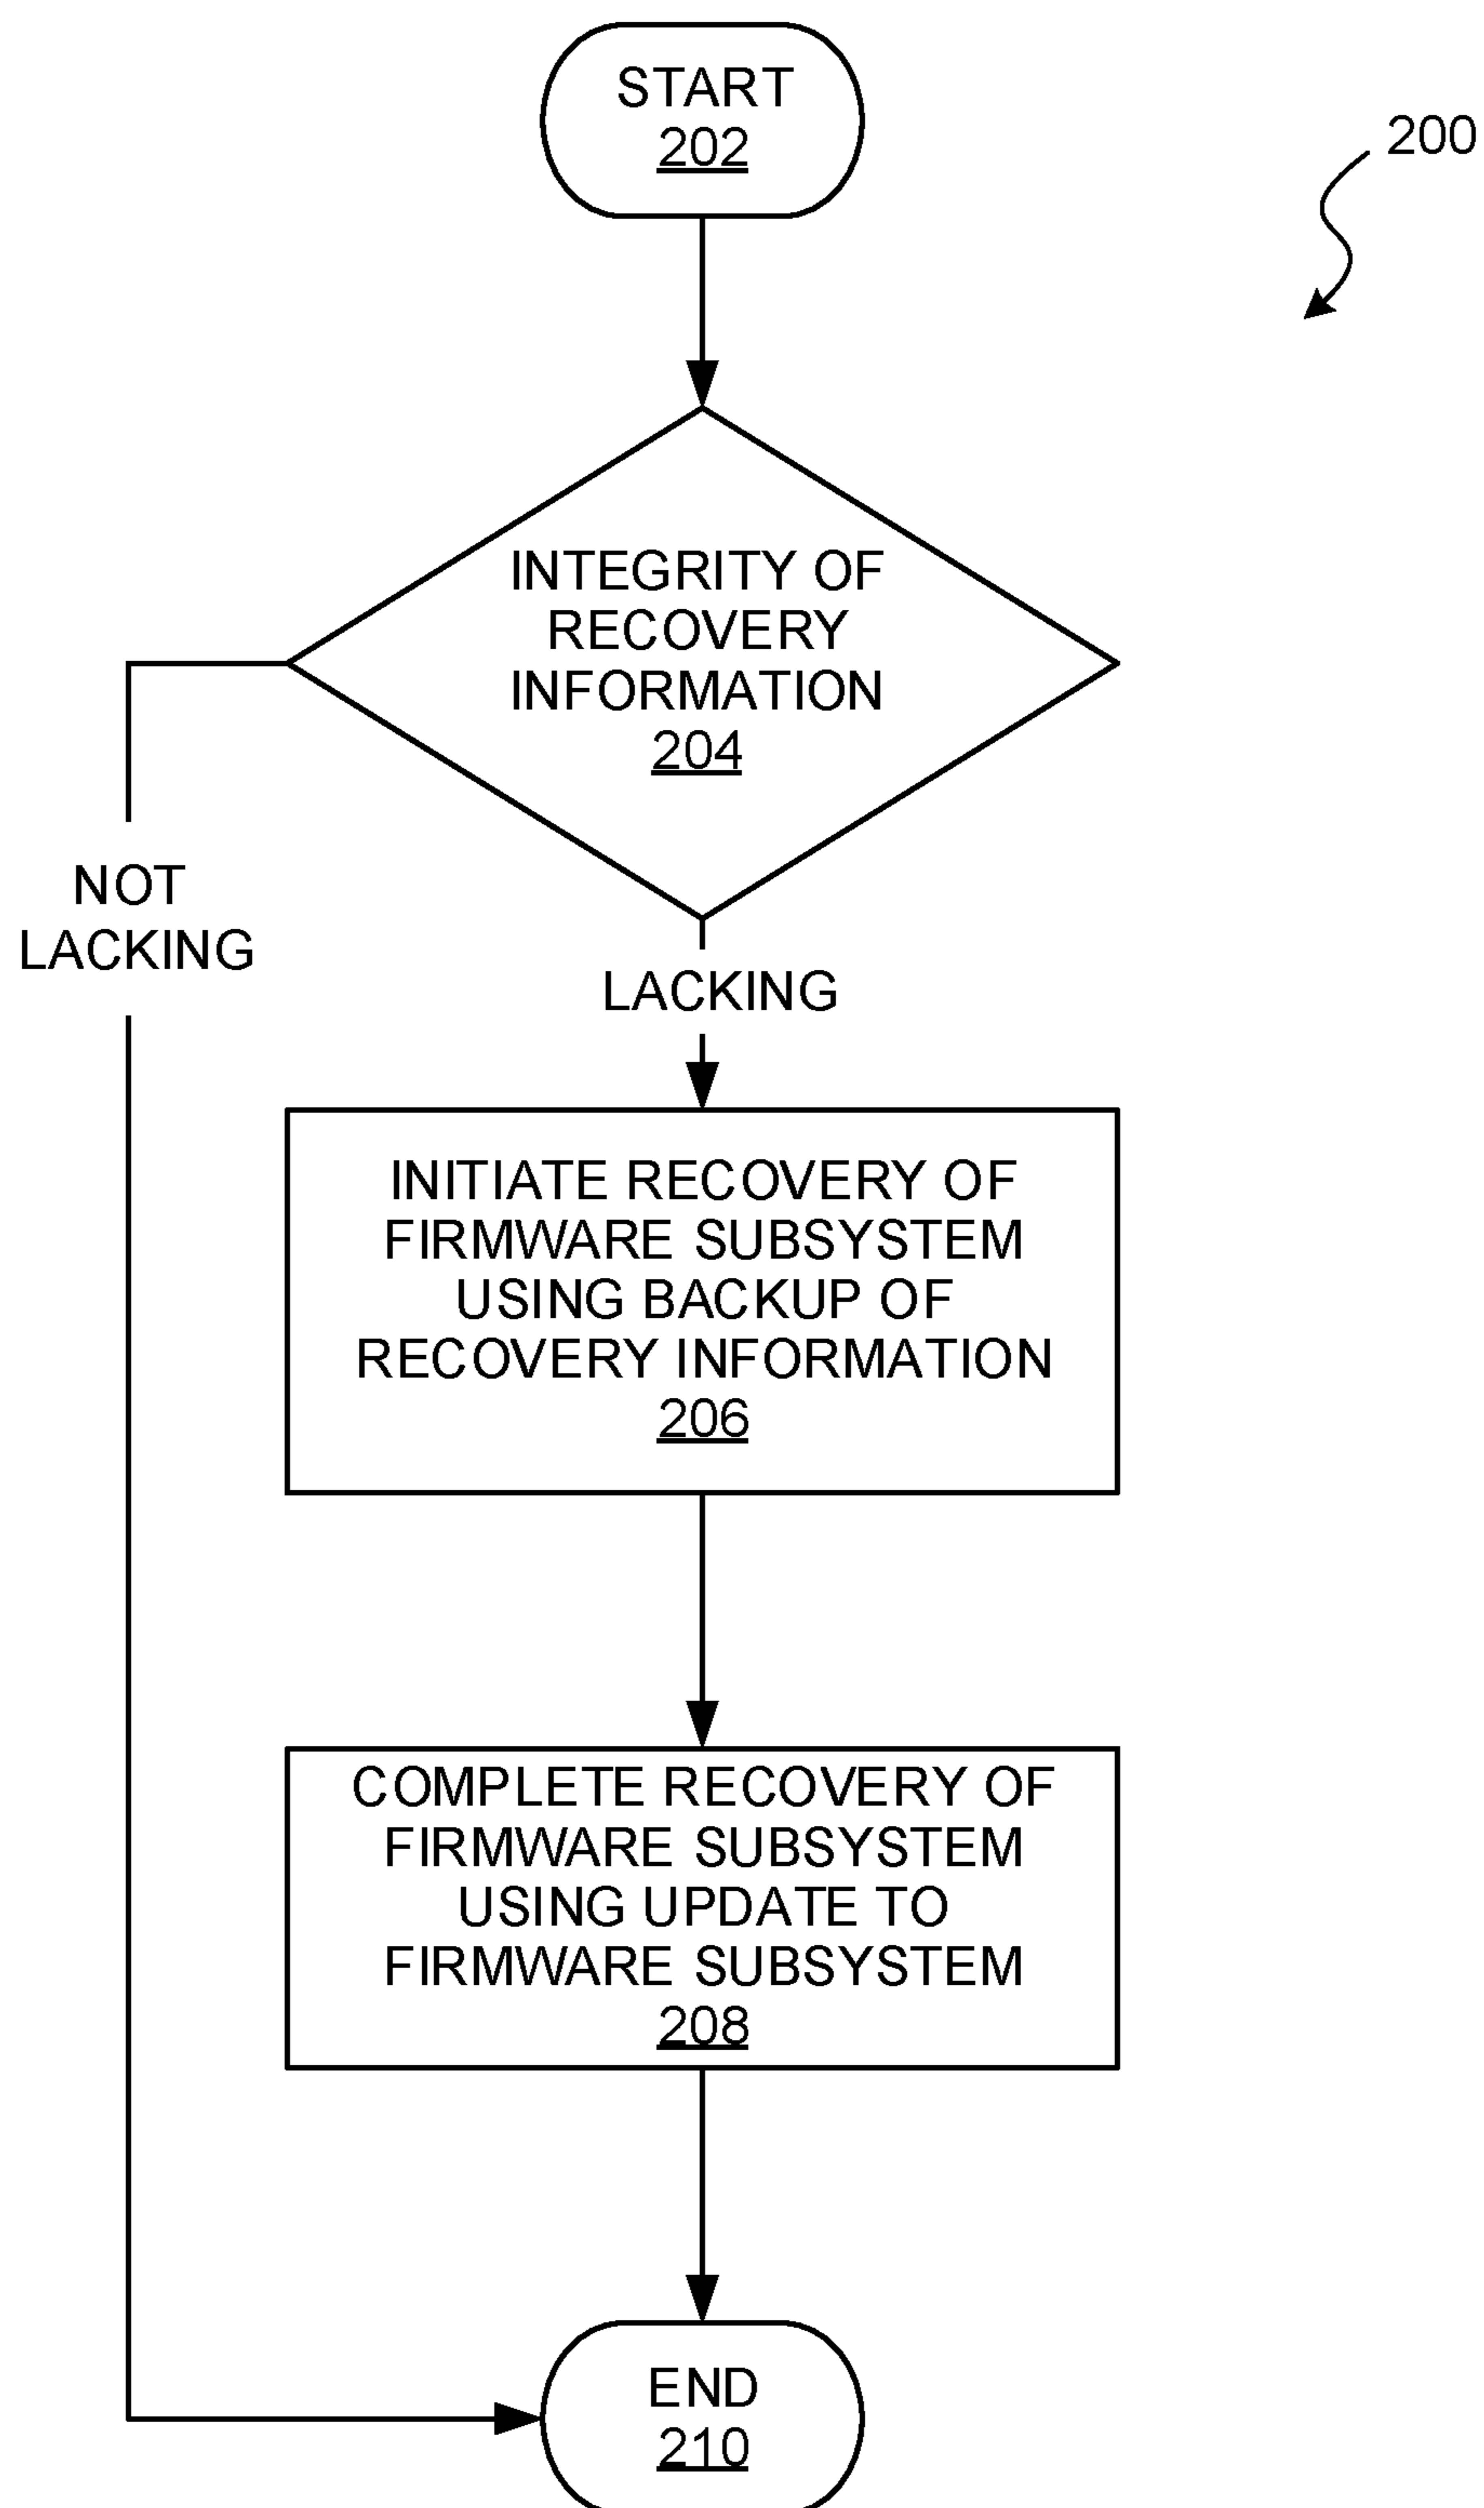 START
202
200
INTEGRITY OF
RECOVERY
INFORMATION
204
NOT
LACKING
LACKING
INITIATE RECOVERY OF
FIRMWARE SUBSYSTEM
USING BACKUP OF
RECOVERY INFORMATION
206
COMPLETE RECOVERY OF
FIRMWARE SUBSYSTEM
USING UPDATE TO
FIRMWARE SUBSYSTEM
208
END
210